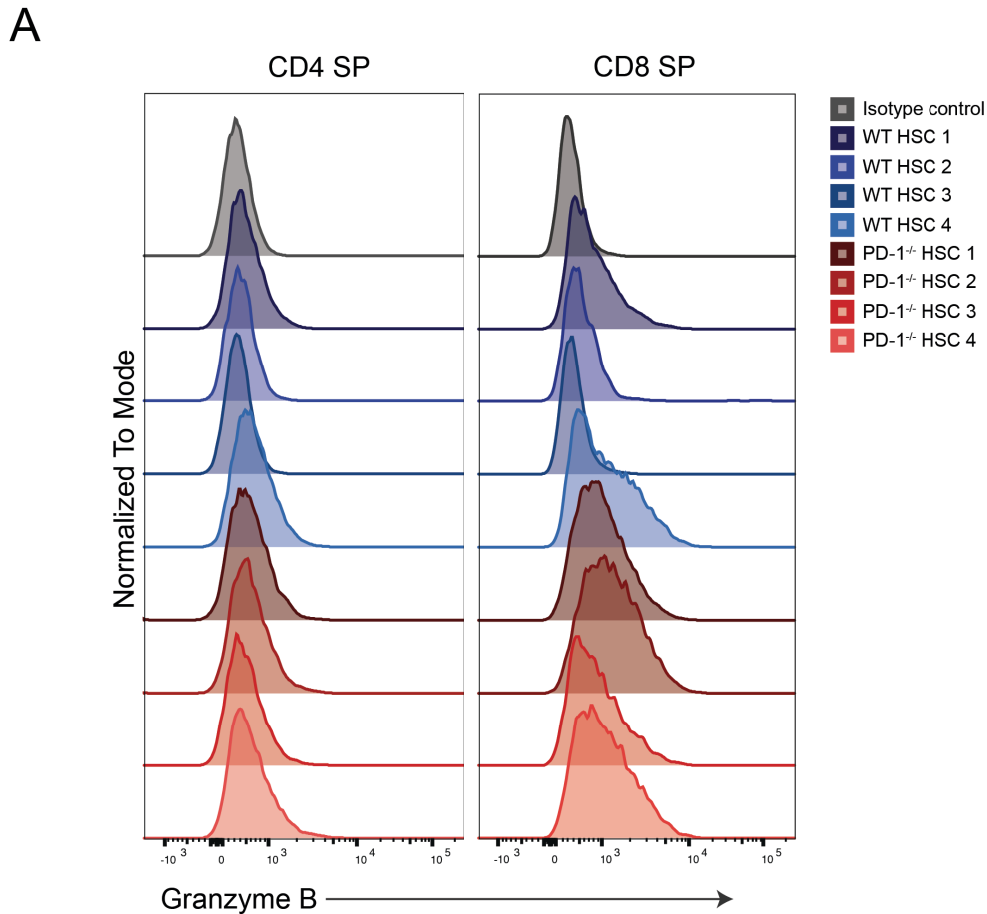 A
CD4 SP
CD8 SP
Isotype control
WT HSC 1
WT HSC 2
WT HSC 3
WT HSC 4
PD-1-/- HSC 1
PD-1-/- HSC 2
PD-1-/- HSC 3
PD-1-/- HSC 4
Normalized To Mode
-10 3 0 10 3 10 4 10 5
-10 3 0 10 3 10 4 10 5
Granzyme B